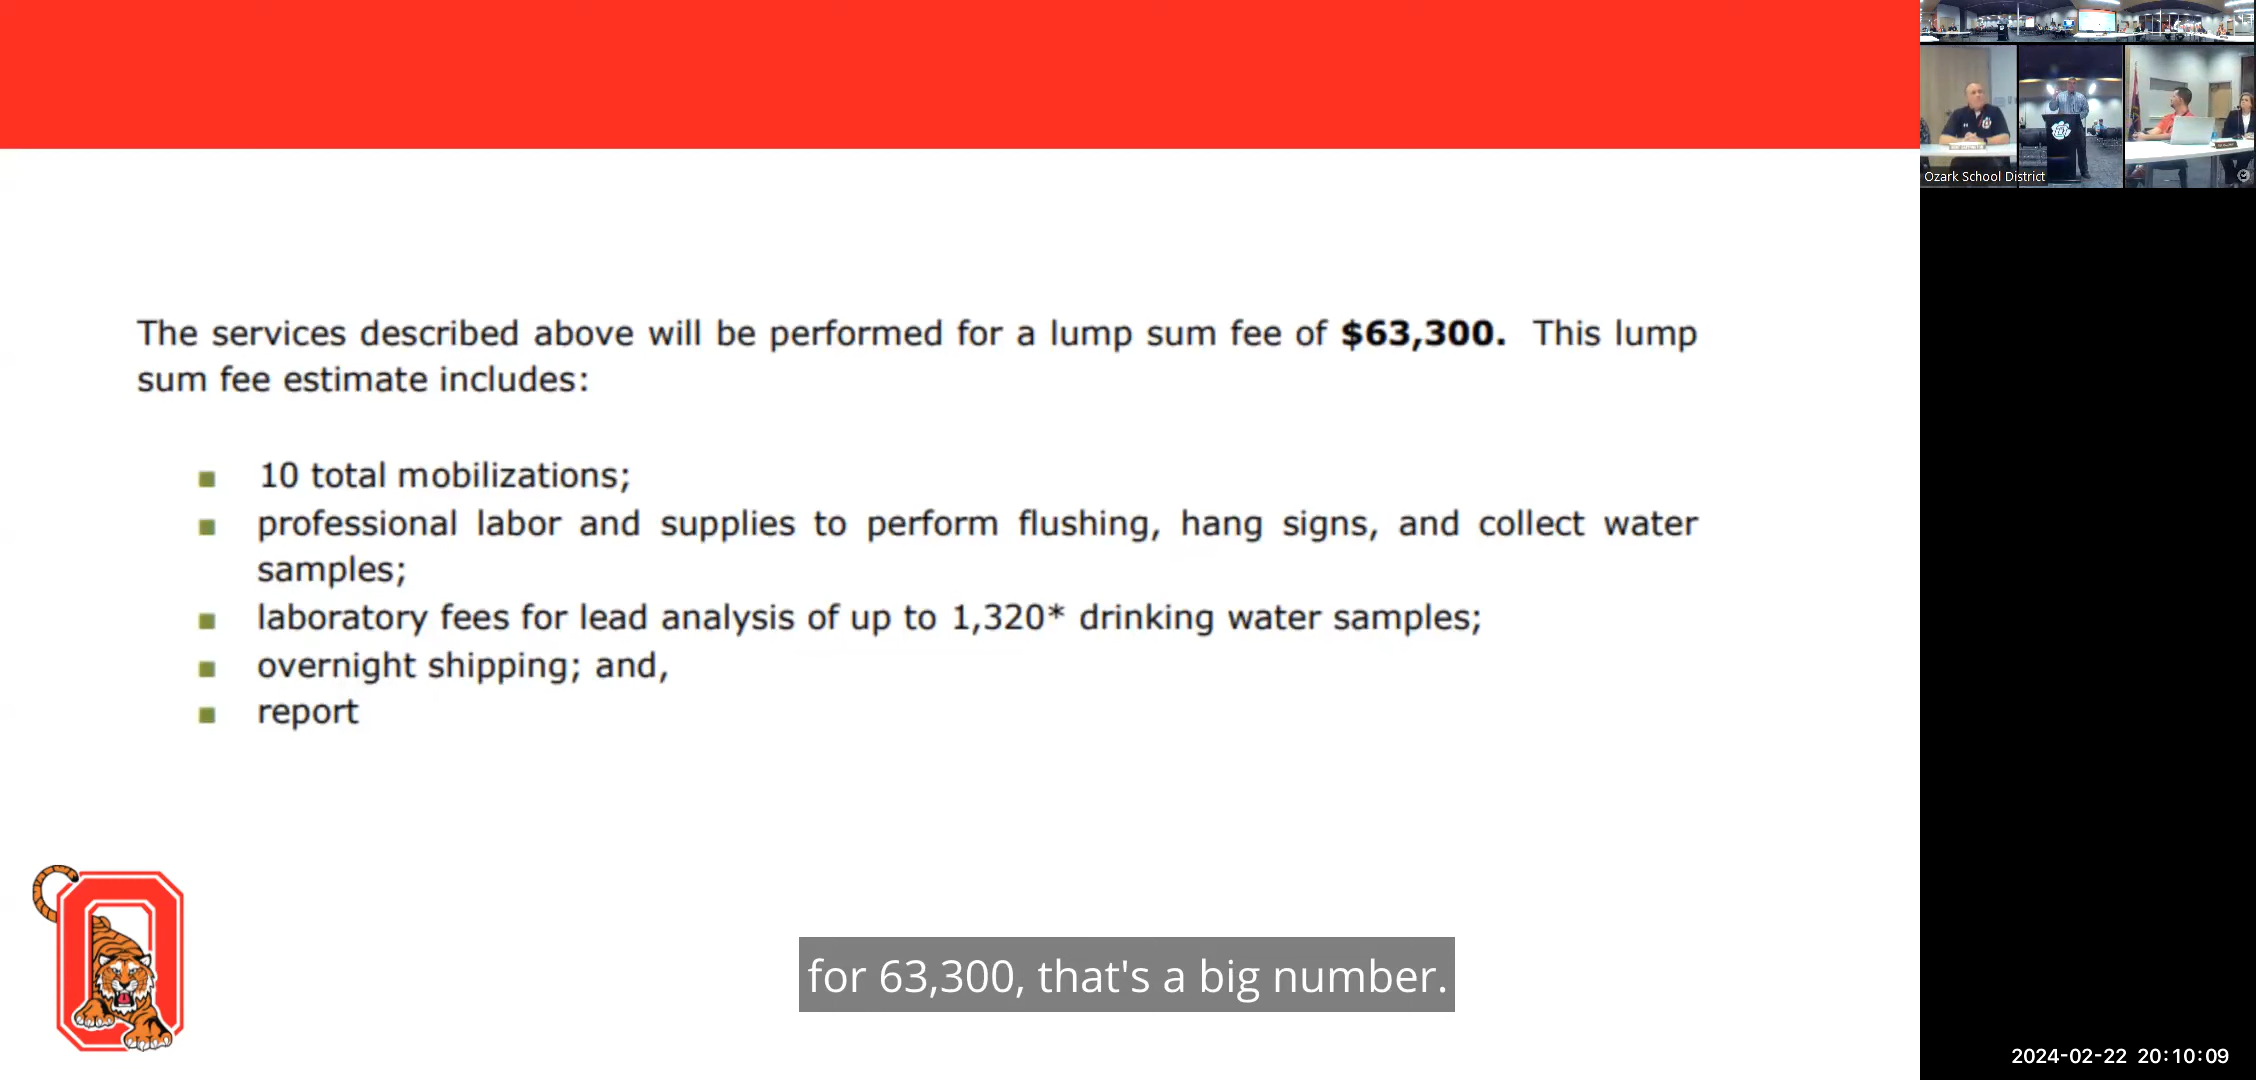 The services described above will be performed for a lump sum fee of $63,300. This lump
sum fee estimate includes:
■ 10 total mobilizations;
■ professional labor and supplies to perform flushing, hang signs, and collect water
samples;
■ laboratory fees for lead analysis of up to 1,320* drinking water samples;
■ overnight shipping; and,
■ report
for 63,300, that's a big number.
Ozark School District
2024-02-22 20:10:09